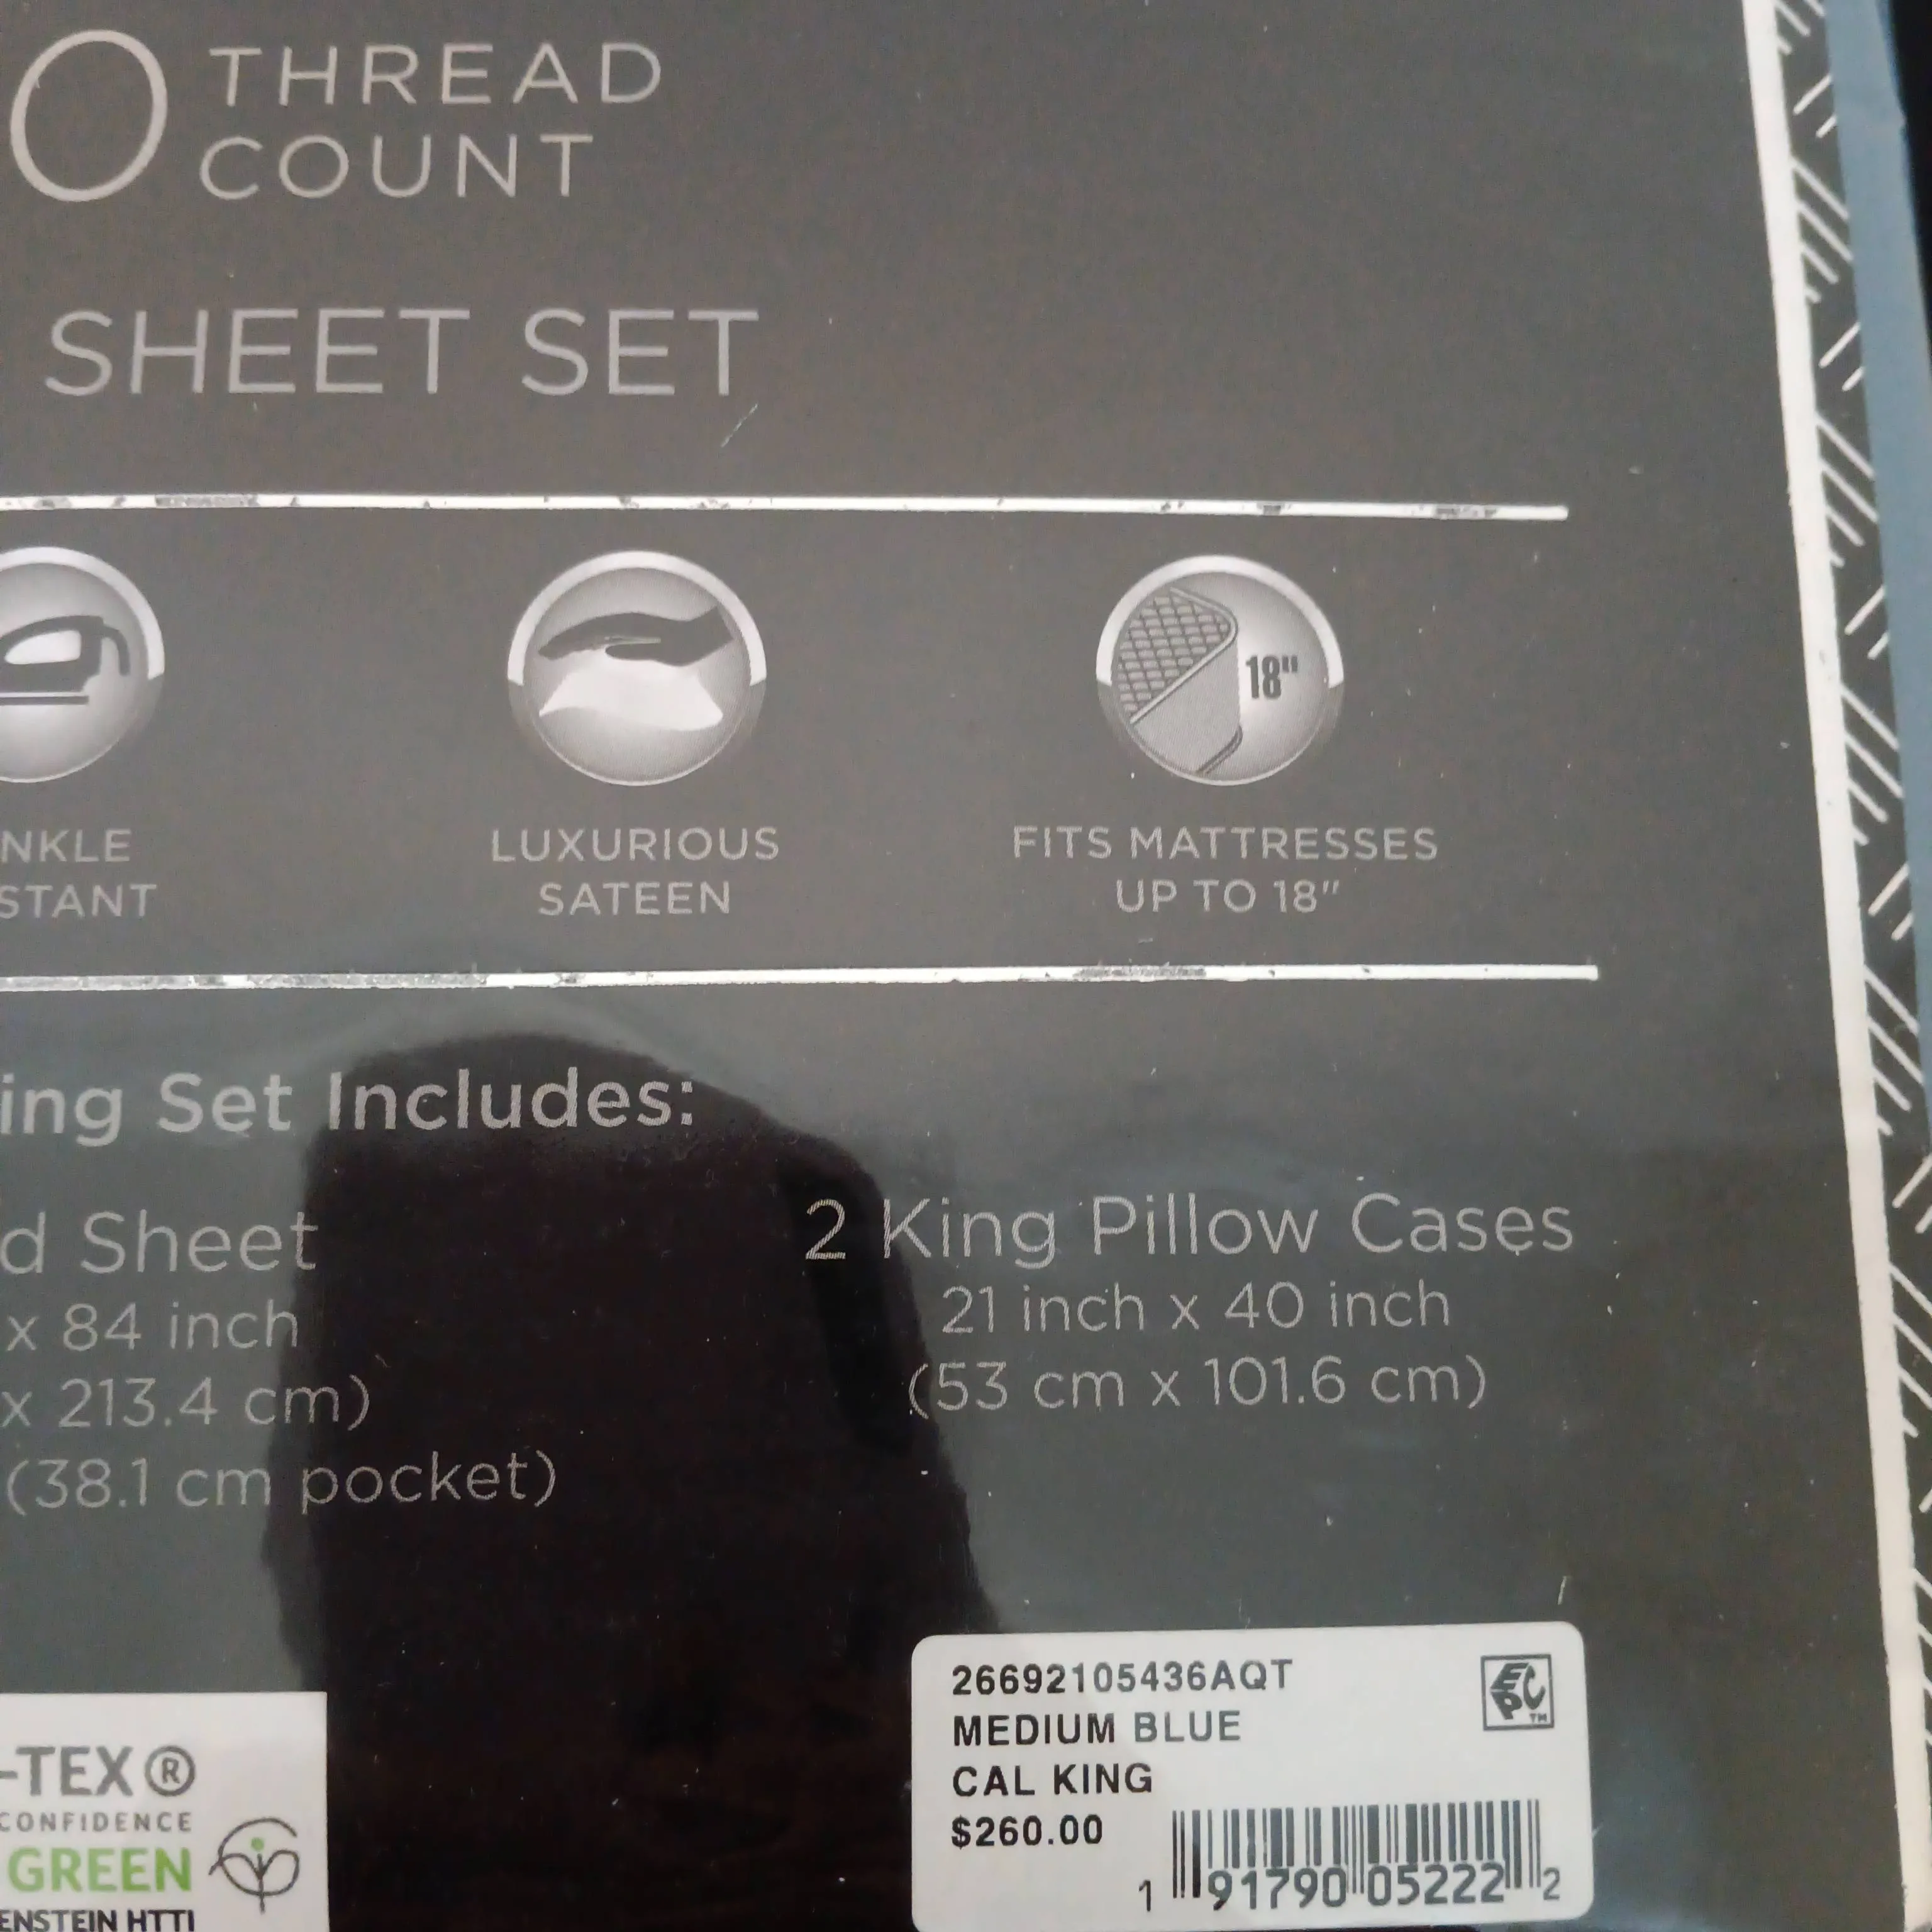 0 THREAD
COUNT
SHEET SET
18"
NKLE
STANT
LUXURIOUS
SATEEN
FITS MATTRESSES
UP TO 18"
ing Set Includes:
d Sheet
x 84 inch
x 213.4 cm)
(38.1 cm pocket)
2 King Pillow Cases
21 inch x 40 inch
(53 cm x 101.6 cm)
-TEX®
CONFIDENCE
GREEN
ENSTEIN HTTI
26692105436AQT
MEDIUM BLUE
CAL KING
$260.00
EPC™
1 91790 05222 2